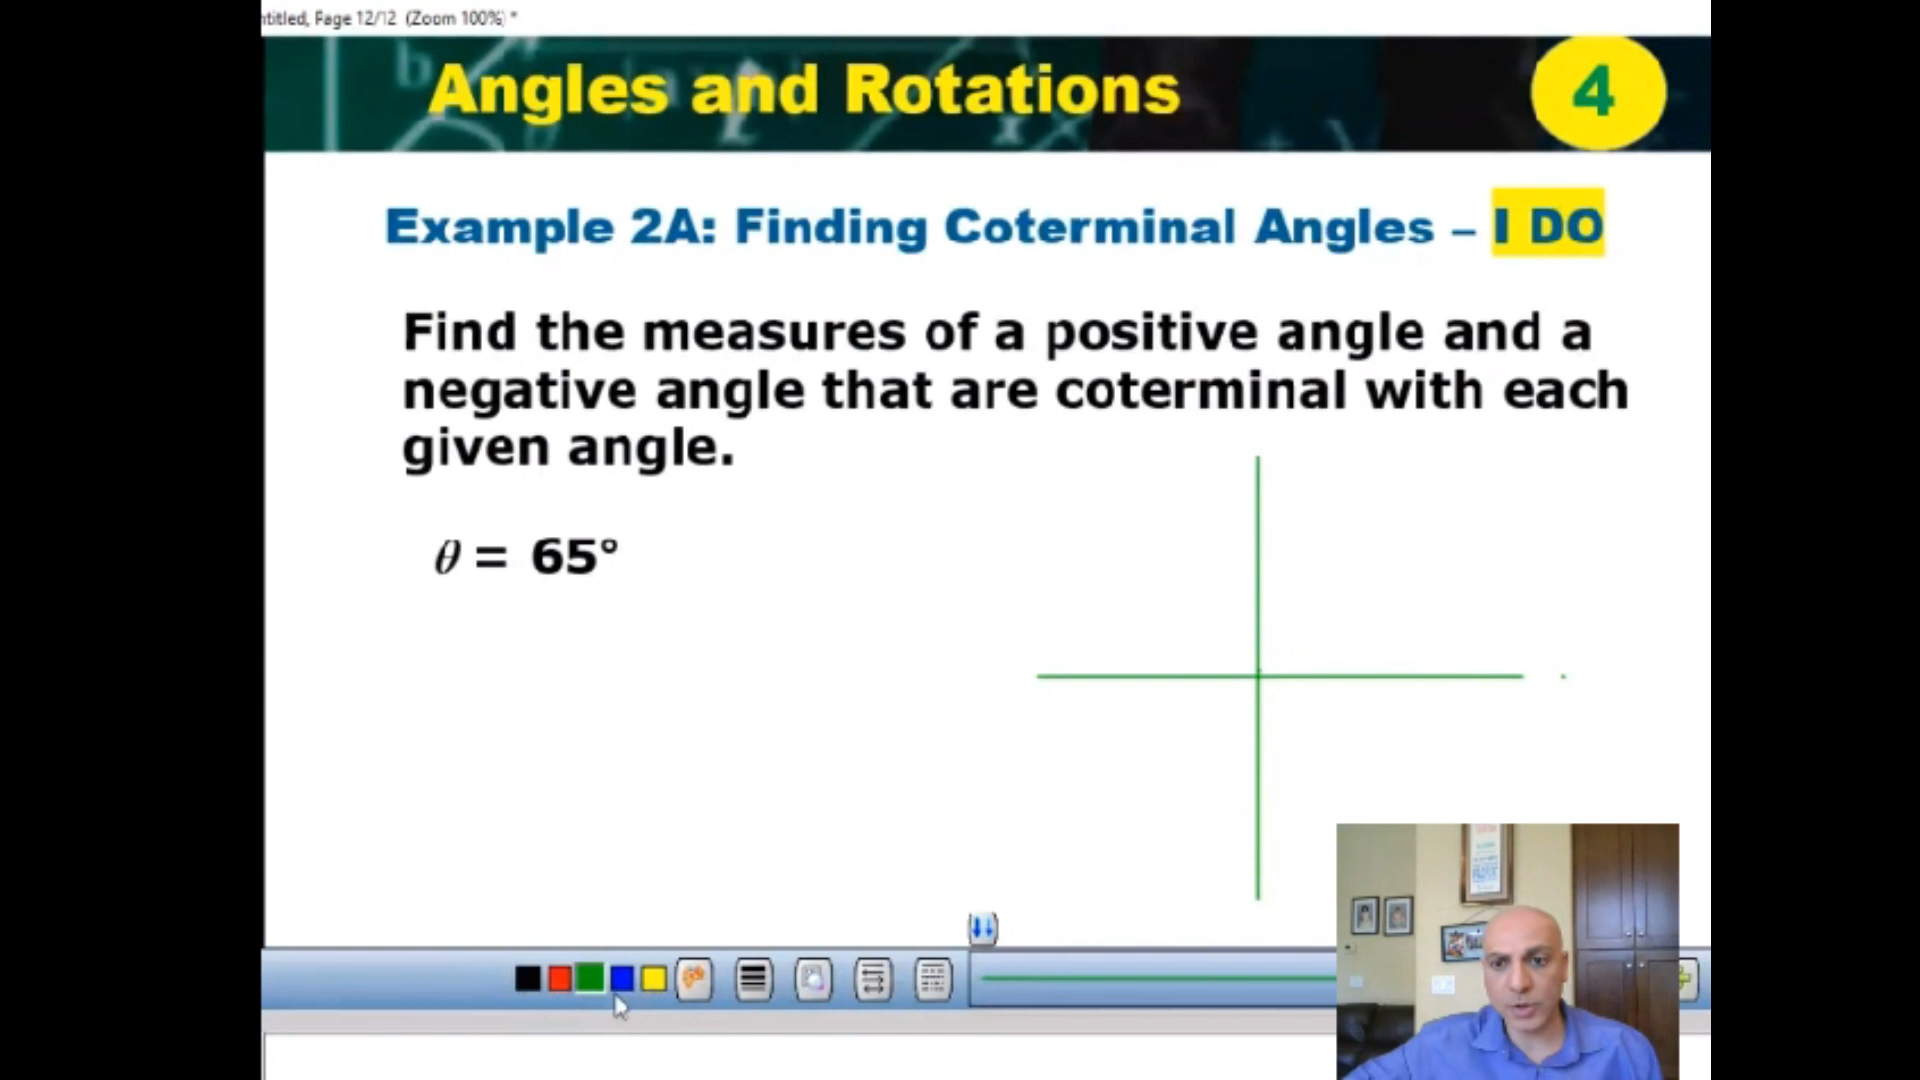 ntitled, Page 12/12 (Zoom 100%) *
Angles and Rotations
4
Example 2A: Finding Coterminal Angles – I DO
Find the measures of a positive angle and a
negative angle that are coterminal with each
given angle.
θ = 65°